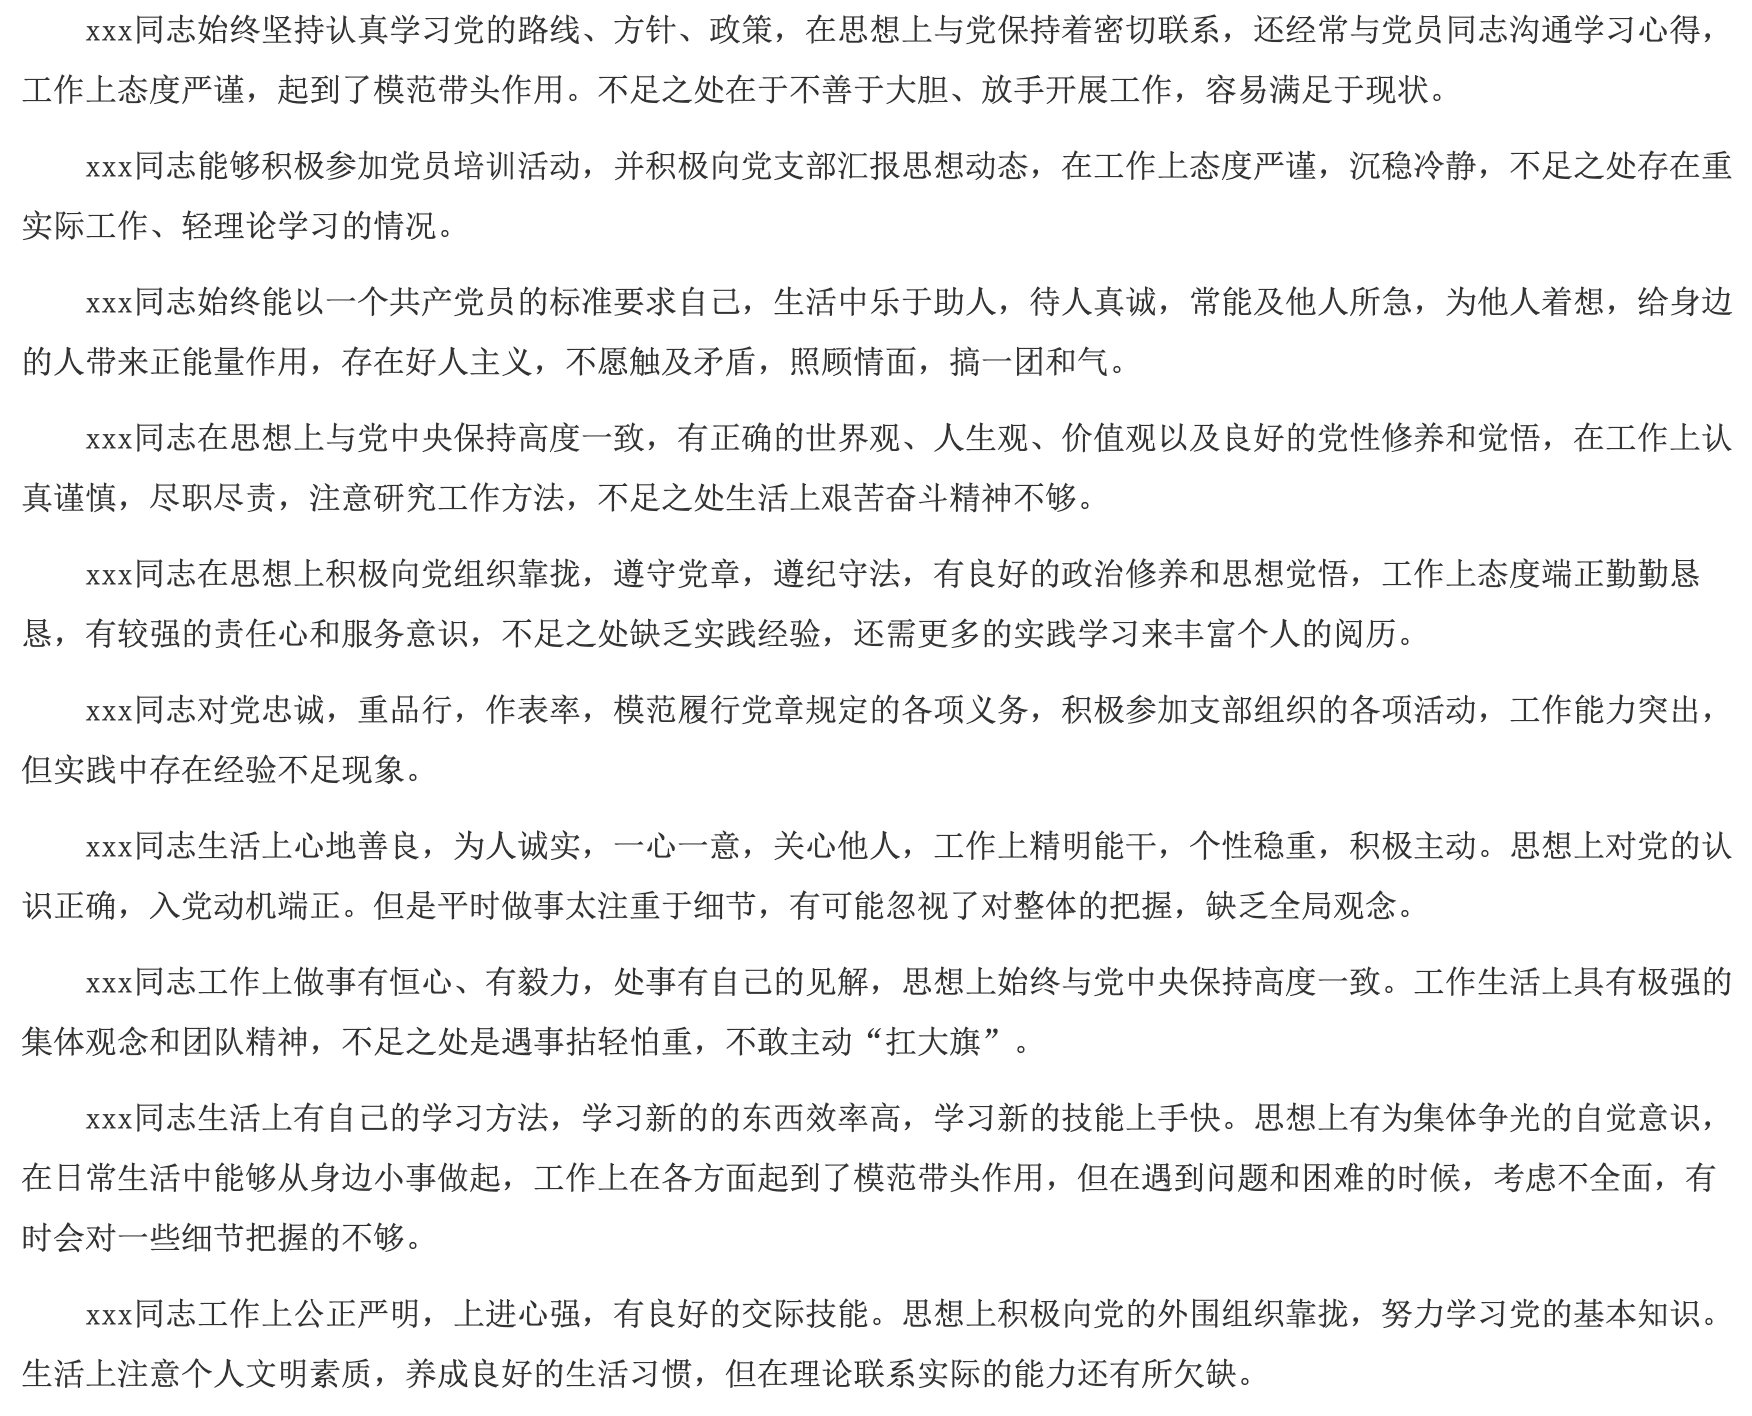 xxx同志始终坚持认真学习党的路线、方针、政策，在思想上与党保持着密切联系，还经常与党员同志沟通学习心得，
工作上态度严谨，起到了模范带头作用。不足之处在于不善于大胆、放手开展工作，容易满足于现状。
xxx同志能够积极参加党员培训活动，并积极向党支部汇报思想动态，在工作上态度严谨，沉稳冷静，不足之处存在重
实际工作、轻理论学习的情况。
xxx同志始终能以一个共产党员的标准要求自己，生活中乐于助人，待人真诚，常能及他人所急，为他人着想，给身边
的人带来正能量作用，存在好人主义，不愿触及矛盾，照顾情面，搞一团和气。
xxx同志在思想上与党中央保持高度一致，有正确的世界观、人生观、价值观以及良好的党性修养和觉悟，在工作上认
真谨慎，尽职尽责，注意研究工作方法，不足之处生活上艰苦奋斗精神不够。
xxx同志在思想上积极向党组织靠拢，遵守党章，遵纪守法，有良好的政治修养和思想觉悟，工作上态度端正勤勤恳
恳，有较强的责任心和服务意识，不足之处缺乏实践经验，还需更多的实践学习来丰富个人的阅历。
xxx同志对党忠诚，重品行，作表率，模范履行党章规定的各项义务，积极参加支部组织的各项活动，工作能力突出，
但实践中存在经验不足现象。
xxx同志生活上心地善良，为人诚实，一心一意，关心他人，工作上精明能干，个性稳重，积极主动。思想上对党的认
识正确，入党动机端正。但是平时做事太注重于细节，有可能忽视了对整体的把握，缺乏全局观念。
xxx同志工作上做事有恒心、有毅力，处事有自己的见解，思想上始终与党中央保持高度一致。工作生活上具有极强的
集体观念和团队精神，不足之处是遇事拈轻怕重，不敢主动“扛大旗”。
xxx同志生活上有自己的学习方法，学习新的的东西效率高，学习新的技能上手快。思想上有为集体争光的自觉意识，
在日常生活中能够从身边小事做起，工作上在各方面起到了模范带头作用，但在遇到问题和困难的时候，考虑不全面，有
时会对一些细节把握的不够。
xxx同志工作上公正严明，上进心强，有良好的交际技能。思想上积极向党的外围组织靠拢，努力学习党的基本知识。
生活上注意个人文明素质，养成良好的生活习惯，但在理论联系实际的能力还有所欠缺。